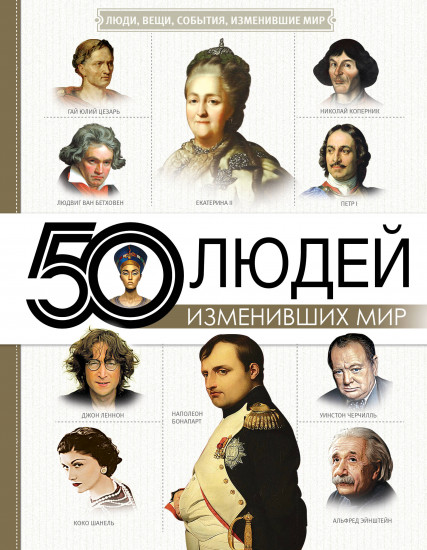 ЛЮДИ, ВЕЩИ, СОБЫТИЯ, ИЗМЕНИВШИЕ МИР
ГАЙ ЮЛИЙ ЦЕЗАРЬ
НИКОЛАЙ КОПЕРНИК
ЛЮДВИГ ВАН БЕТХОВЕН
ЕКАТЕРИНА II
ПЕТР I
50 ЛЮДЕЙ
ИЗМЕНИВШИХ МИР
ДЖОН ЛЕННОН
НАПОЛЕОН
БОНАПАРТ
УИНСТОН ЧЕРЧИЛЛЬ
КОКО ШАНЕЛЬ
АЛЬФРЕД ЭЙНШТЕЙН